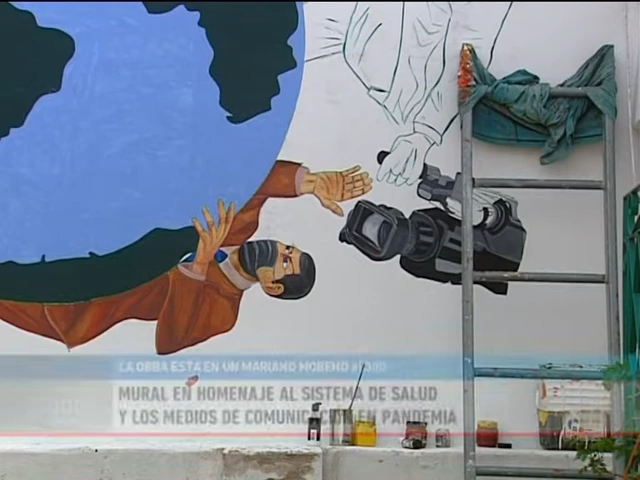 LA OBRA ESTA EN UN MARIANO MORENO
MURAL EN HOMENAJE AL SISTEMA DE SALUD
Y LOS MEDIOS DE COMUNICACIÓN EN PANDEMIA